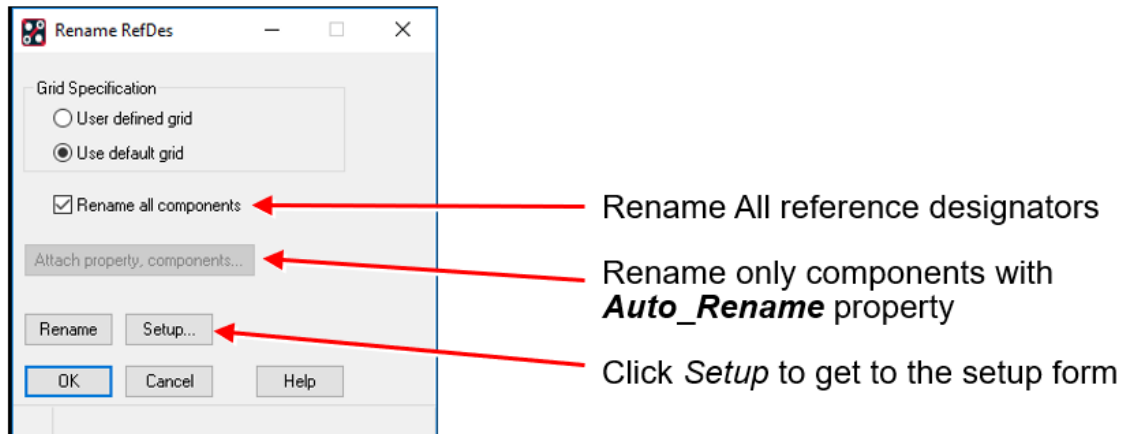 Rename RefDes
Grid Specification
User defined grid
Use default grid
Rename all components
Rename All reference designators
Attach property, components...
Rename only components with
Auto_Rename property
Rename Setup...
Click Setup to get to the setup form
OK Cancel Help